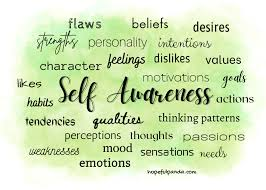 flaws beliefs desires
strengths personality intentions
character feelings dislikes values
likes motivations goals
habits Self Awareness actions
tendencies qualities thinking patterns
perceptions thoughts passions
weaknesses mood sensations needs
emotions
hopefulpanda.com